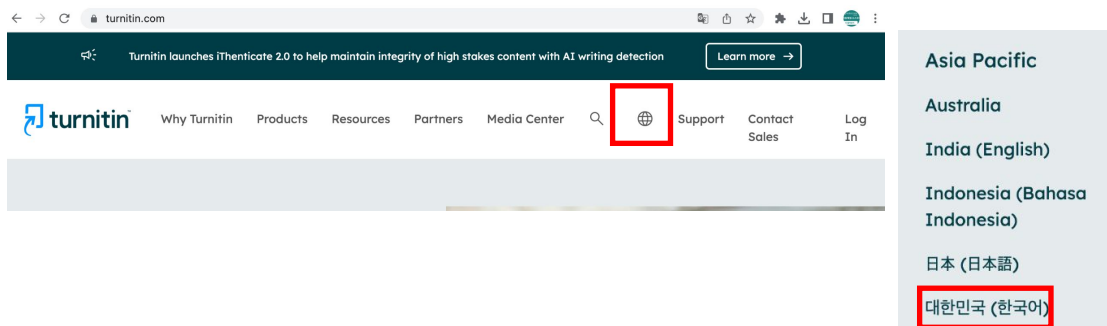 turnitin.com
Turnitin launches iThenticate 2.0 to help maintain integrity of high stakes content with AI writing detection
Learn more →
turnitin
Why Turnitin
Products
Resources
Partners
Media Center
Support
Contact
Sales
Log
In
Asia Pacific
Australia
India (English)
Indonesia (Bahasa
Indonesia)
日本 (日本語)
대한민국 (한국어)